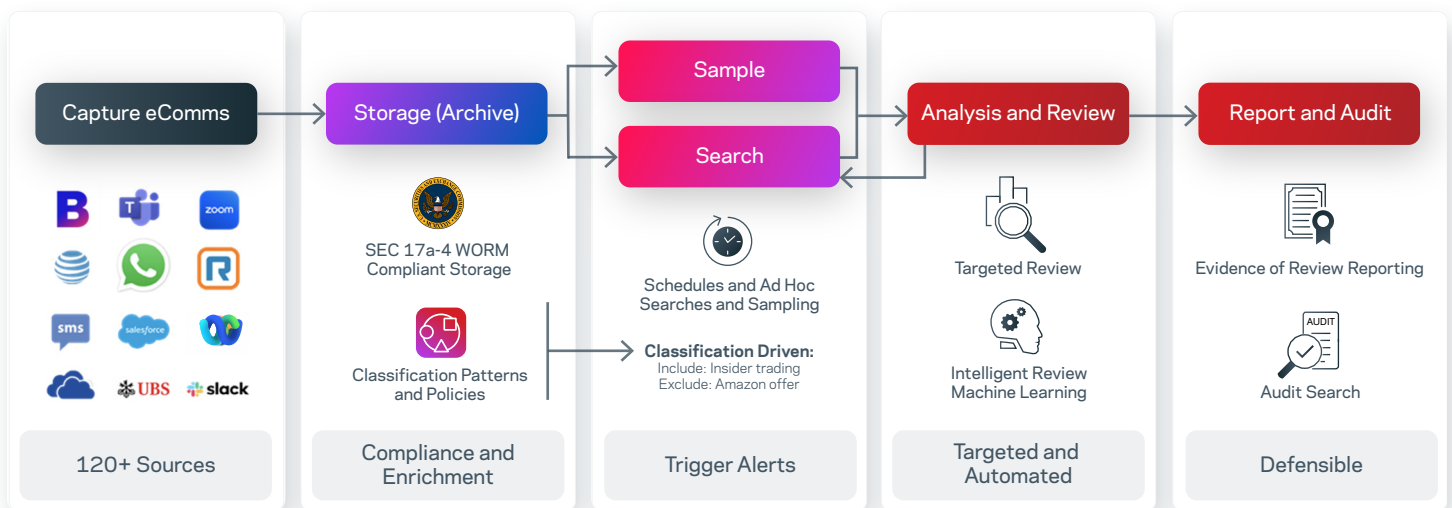 Capture eComms
B
T
zoom
R
sms
salesforce
UBS
slack
120+ Sources
Storage (Archive)
SEC 17a-4 WORM
Compliant Storage
Classification Patterns
and Policies
Compliance and
Enrichment
Sample
Search
Schedules and Ad Hoc
Searches and Sampling
Classification Driven:
Include: Insider trading
Exclude: Amazon offer
Trigger Alerts
Analysis and Review
Targeted Review
Intelligent Review
Machine Learning
Targeted and
Automated
Report and Audit
Evidence of Review Reporting
AUDIT
Audit Search
Defensible